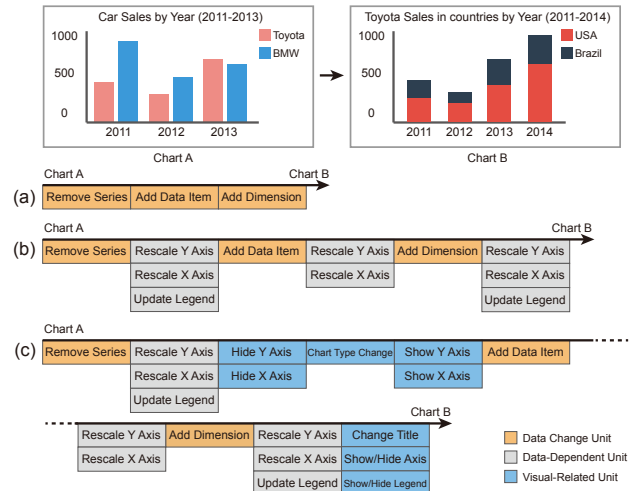 Car Sales by Year (2011-2013)
1000
500
0
Toyota
BMW
2011 2012 2013
Chart A
Toyota Sales in countries by Year (2011-2014)
1000
500
0
USA
Brazil
2011 2012 2013 2014
Chart B
Chart A Chart B
(a)
Remove Series Add Data Item Add Dimension
Chart A Chart B
(b)
Remove Series Rescale Y Axis Add Data Item Rescale Y Axis Add Dimension Rescale Y Axis
Rescale X Axis Rescale X Axis Rescale X Axis
Update Legend Update Legend
Chart A
(c)
Remove Series Rescale Y Axis Hide Y Axis Chart Type Change Show Y Axis Add Data Item
Rescale X Axis Hide X Axis Show X Axis
Update Legend
Chart B
Rescale Y Axis Add Dimension Rescale Y Axis Change Title
Rescale X Axis Rescale X Axis Show/Hide Axis
Update Legend Show/Hide Legend
Data Change Unit
Data-Dependent Unit
Visual-Related Unit